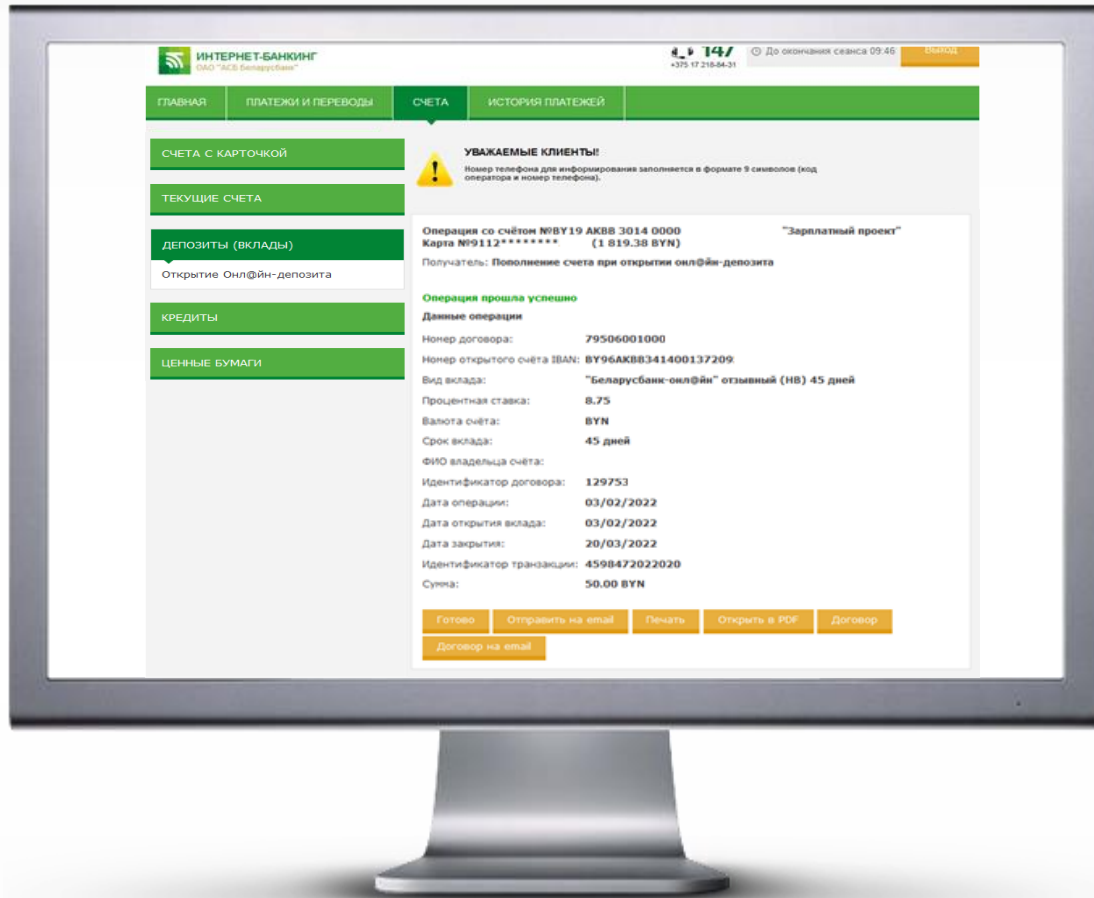 ИНТЕРНЕТ-БАНКИНГ
ОАО "АСБ Беларусбанк"
147
+375 17 218-84-31
До окончания сеанса 09:46
Выход
ГЛАВНАЯ
ПЛАТЕЖИ И ПЕРЕВОДЫ
СЧЕТА
ИСТОРИЯ ПЛАТЕЖЕЙ
СЧЕТА С КАРТОЧКОЙ
ТЕКУЩИЕ СЧЕТА
ДЕПОЗИТЫ (ВКЛАДЫ)
Открытие Онл@йн-депозита
КРЕДИТЫ
ЦЕННЫЕ БУМАГИ
УВАЖАЕМЫЕ КЛИЕНТЫ!
Номер телефона для информирования заполняется в формате 9 символов (код
оператора и номер телефона).
Операция со счётом №BY19 AKBB 3014 0000 "Зарплатный проект"
Карта №9112******** (1 819.38 BYN)
Получатель: Пополнение счета при открытии онл@йн-депозита
Операция прошла успешно
Данные операции
Номер договора: 79506001000
Номер открытого счёта IBAN: BY96AKBB341400137209
Вид вклада: "Беларусбанк-онл@йн" отзывный (НВ) 45 дней
Процентная ставка: 8.75
Валюта счёта: BYN
Срок вклада: 45 дней
ФИО владельца счёта:
Идентификатор договора: 129753
Дата операции: 03/02/2022
Дата открытия вклада: 03/02/2022
Дата закрытия: 20/03/2022
Идентификатор транзакции: 4598472022020
Сумма: 50.00 BYN
Готово
Отправить на email
Печать
Открыть в PDF
Договор
Договор на email